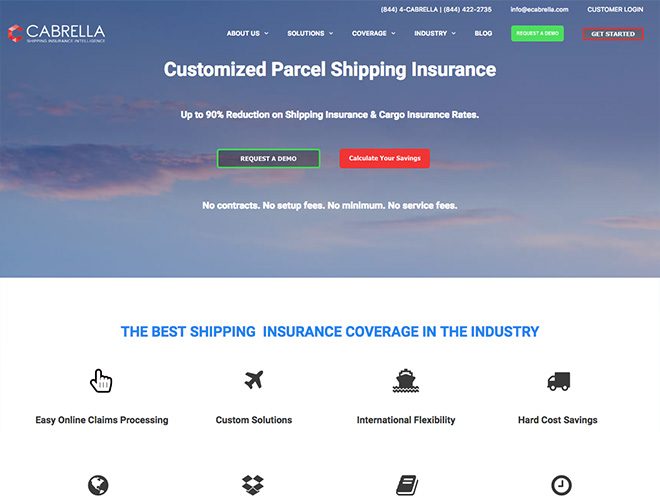 (844) 4-CABRELLA | (844) 422-2735 info@ecabrella.com CUSTOMER LOGIN
CABRELLA
SHIPPING INSURANCE INTELLIGENCE
ABOUT US SOLUTIONS COVERAGE INDUSTRY BLOG REQUEST A DEMO GET STARTED
Customized Parcel Shipping Insurance
Up to 90% Reduction on Shipping Insurance & Cargo Insurance Rates.
REQUEST A DEMO Calculate Your Savings
No contracts. No setup fees. No minimum. No service fees.
THE BEST SHIPPING INSURANCE COVERAGE IN THE INDUSTRY
Easy Online Claims Processing Custom Solutions International Flexibility Hard Cost Savings